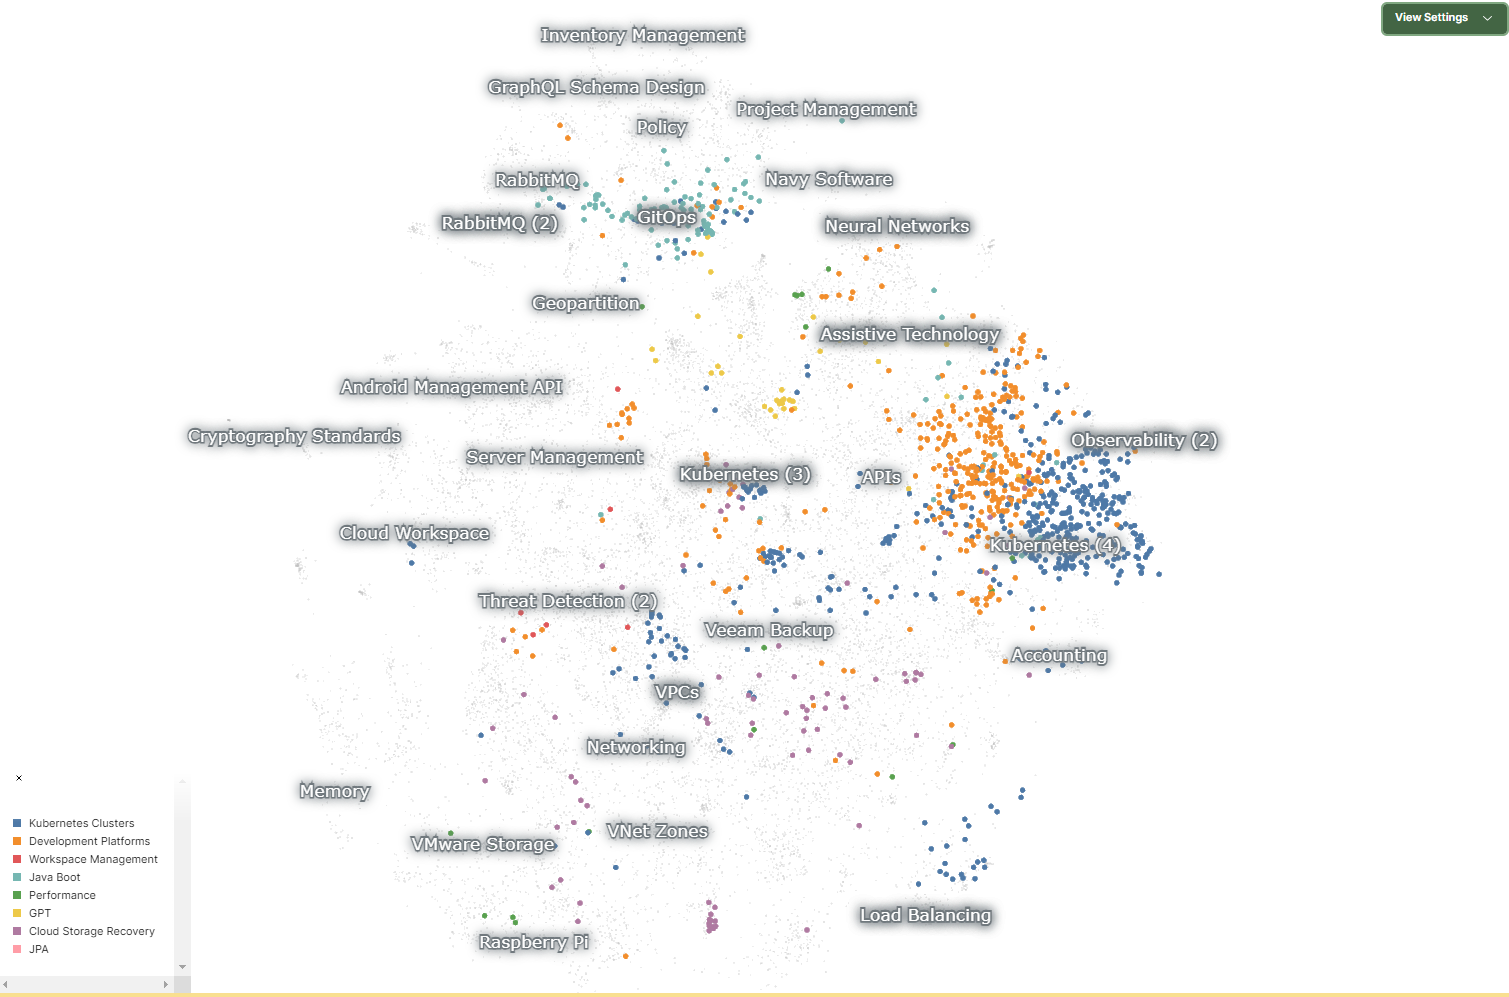 View Settings
Inventory Management
GraphQL Schema Design
Project Management
Policy
RabbitMQ
Navy Software
GitOps
RabbitMQ (2)
Neural Networks
Geopartition
Assistive Technology
Android Management API
Cryptography Standards
Observability (2)
Server Management
Kubernetes (3)
APIs
Cloud Workspace
Kubernetes (4)
Threat Detection (2)
Veeam Backup
Accounting
VPCs
Networking
Memory
VNet Zones
VMware Storage
Load Balancing
Raspberry Pi
Kubernetes Clusters
Development Platforms
Workspace Management
Java Boot
Performance
GPT
Cloud Storage Recovery
JPA